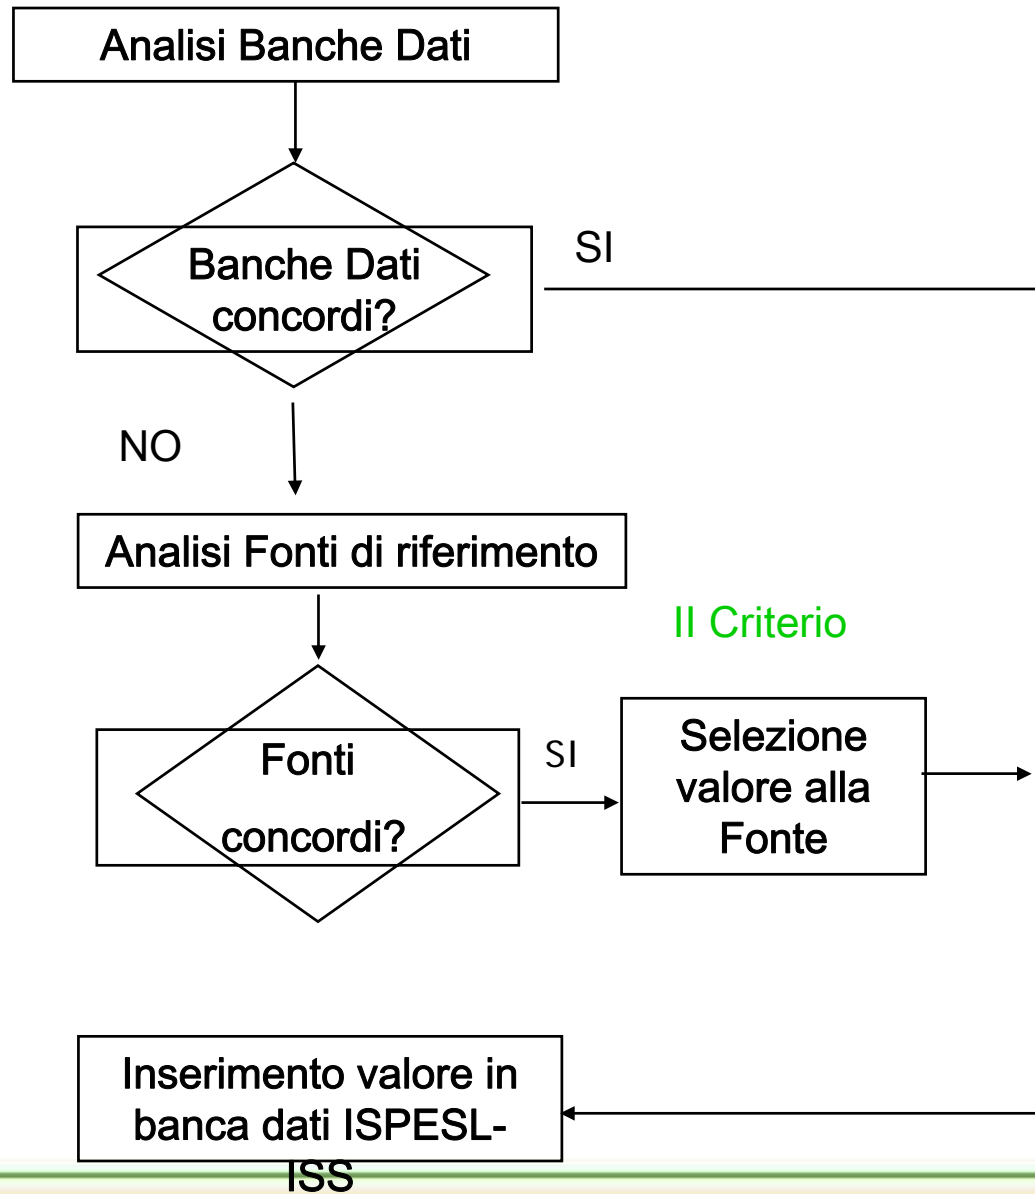 Analisi Banche Dati
SI
Banche Dati
concordi?
NO
Analisi Fonti di riferimento
II Criterio
Fonti
concordi?
SI
Selezione
valore alla
Fonte
Inserimento valore in
banca dati ISPESL-
ISS